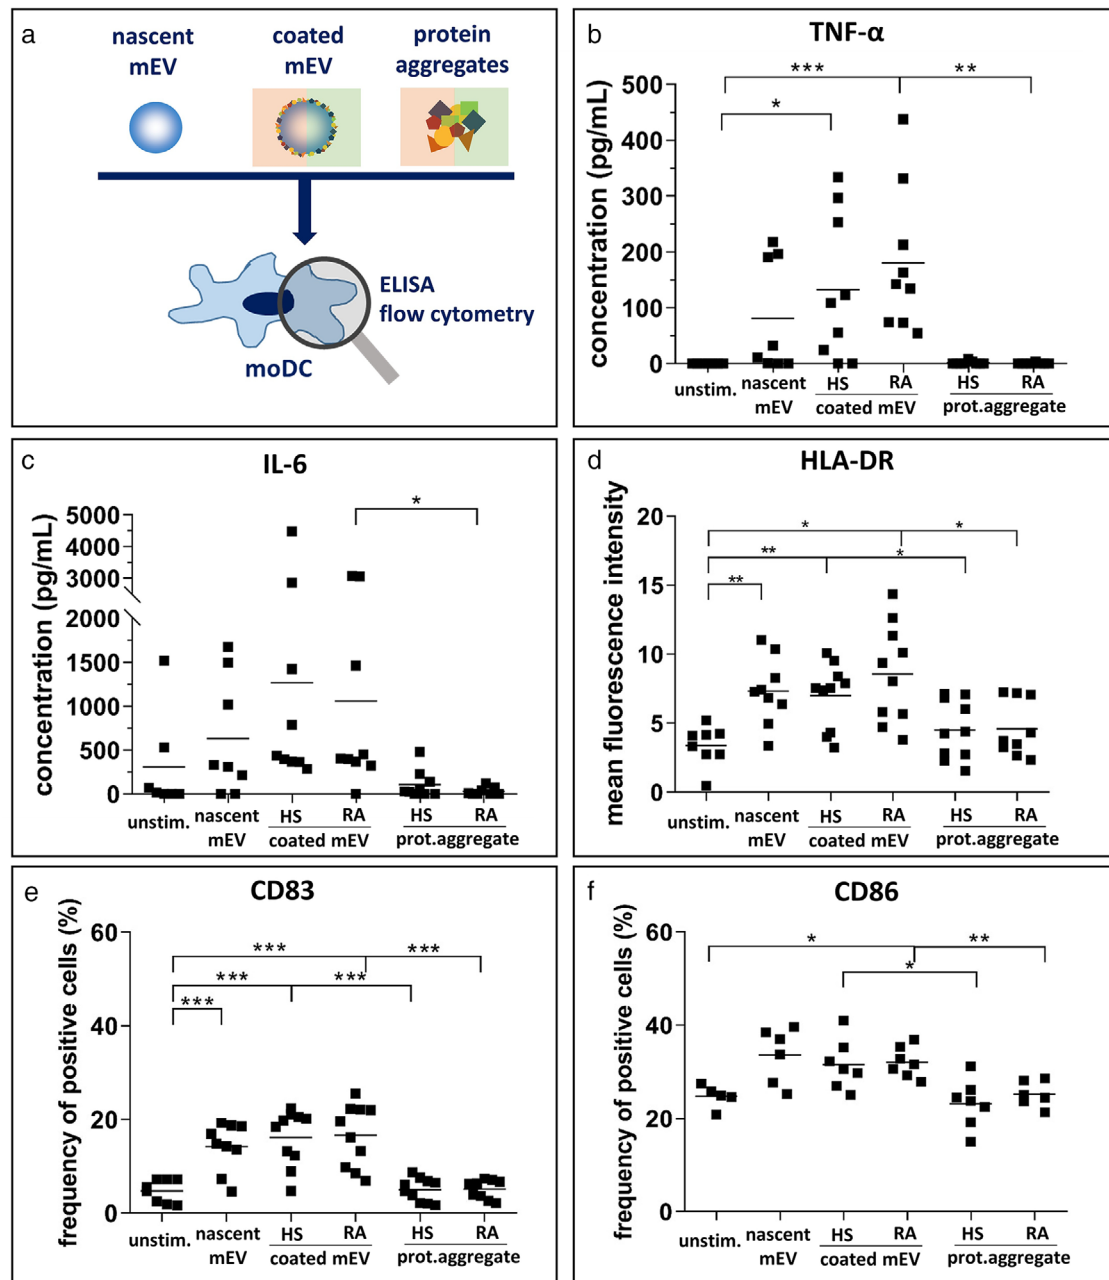 a
nascent mEV
coated mEV
protein aggregates
ELISA
flow cytometry
moDC
b
TNF-α
concentration (pg/mL)
500
400
300
200
100
0
***
**
*
unstim.
nascent mEV
HS
RA
coated mEV
HS
RA
prot.aggregate
c
IL-6
concentration (pg/mL)
5000
4000
3000
2000
1500
1000
500
0
*
unstim.
nascent mEV
HS
RA
coated mEV
HS
RA
prot.aggregate
d
HLA-DR
mean fluorescence intensity
20
15
10
5
0
*
*
**
*
**
unstim.
nascent mEV
HS
RA
coated mEV
HS
RA
prot.aggregate
e
CD83
frequency of positive cells (%)
60
40
20
0
***
***
***
***
***
unstim.
nascent mEV
HS
RA
coated mEV
HS
RA
prot.aggregate
f
CD86
frequency of positive cells (%)
60
40
20
0
*
**
*
unstim.
nascent mEV
HS
RA
coated mEV
HS
RA
prot.aggregate